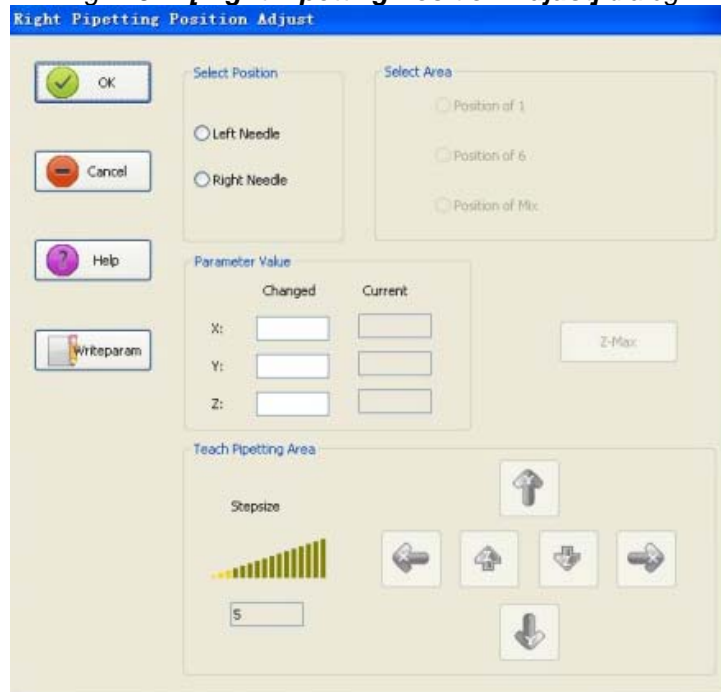 Right Pipetting Position Adjust
OK
Cancel
Help
Writeparam
Select Position
Left Needle
Right Needle
Select Area
Position of 1
Position of 6
Position of Mix
Parameter Value
Changed Current
X:
Y:
Z:
Z-Max
Teach Pipetting Area
Stepsize
5